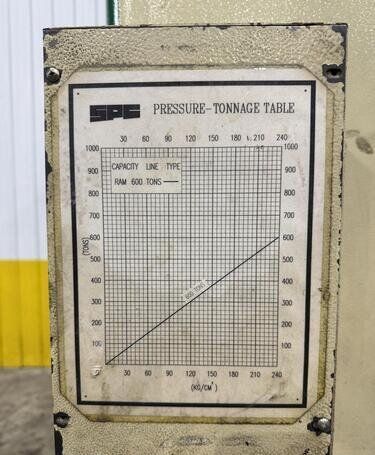 SPC PRESSURE-TONNAGE TABLE
30 60 90 120 150 180 210 240
1000 1000
CAPACITY LINE TYPE
900 900
RAM 600 TONS
800 800
700 700
600 600
(TONS)
500
400 400
300 300
200 200
100 100
30 60 90 120 150 180 210 240
(KG/CM²)